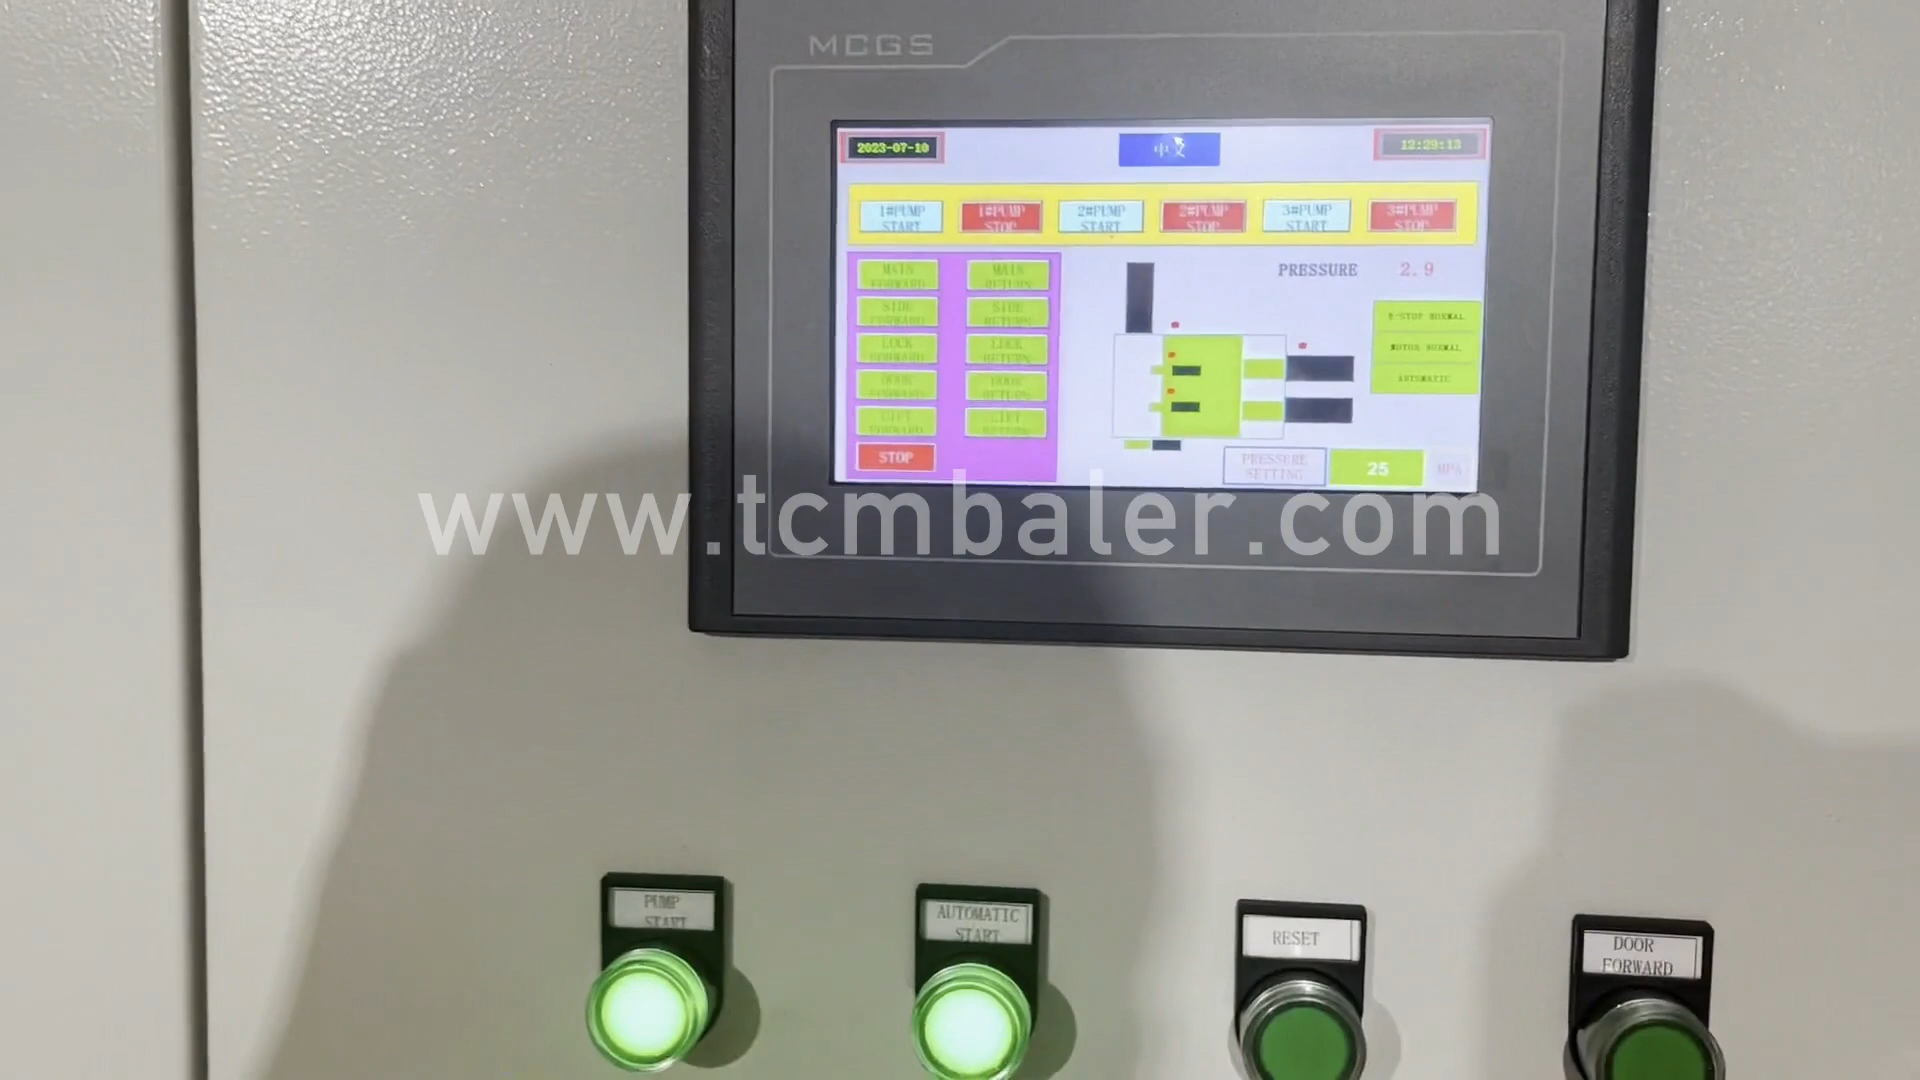 MCGS
2023-07-10
中文
12:29:13
1#PUMP
START
1#PUMP
STOP
2#PUMP
START
2#PUMP
STOP
3#PUMP
START
3#PUMP
STOP
MAIN
FORWARD
MAIN
RETURN
SIDE
FORWARD
SIDE
RETURN
LOCK
FORWARD
LOCK
RETURN
DOOR
FORWARD
DOOR
RETURN
LIFT
FORWARD
LIFT
RETURN
STOP
PRESSURE 2.9
E-STOP NORMAL
MOTOR NORMAL
AUTOMATIC
PRESSURE
SETTING
25
MPA
www.tcmbaler.com
PUMP
START
AUTOMATIC
START
RESET
DOOR
FORWARD